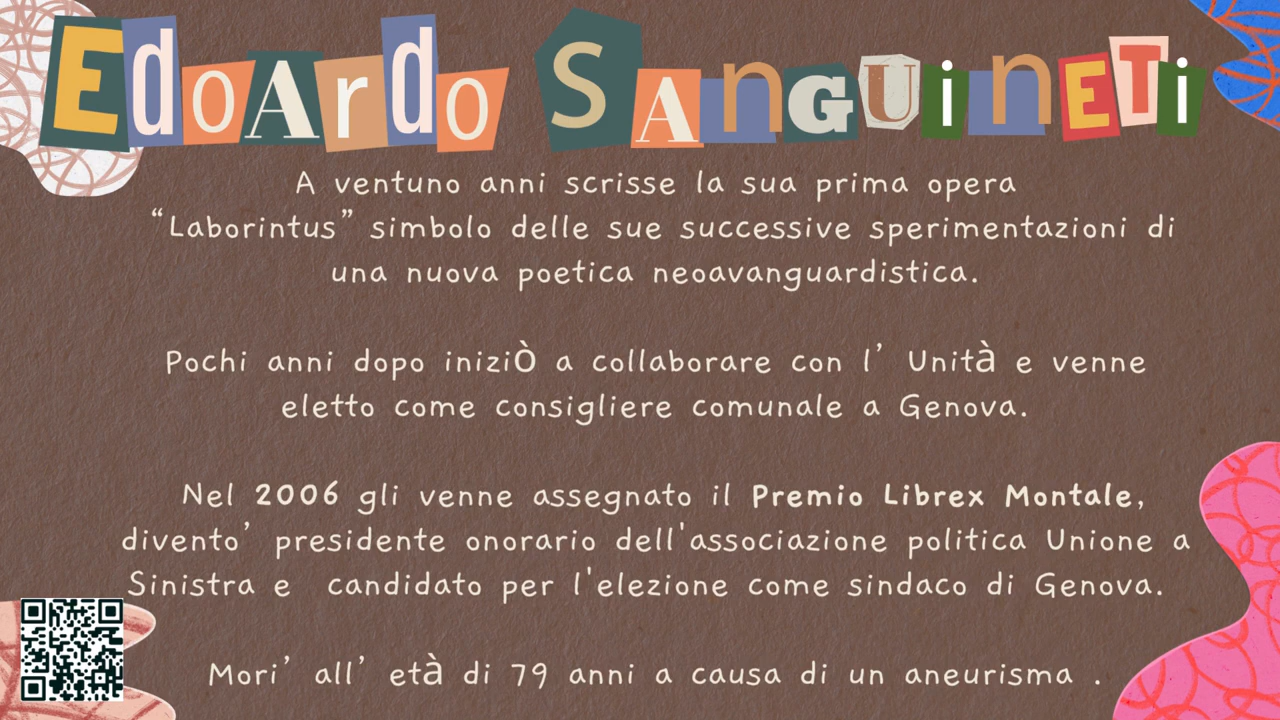 EdoArdo SAnGUinETi
A ventuno anni scrisse la sua prima opera
“Laborintus” simbolo delle sue successive sperimentazioni di
una nuova poetica neoavanguardistica.
Pochi anni dopo iniziÒ a collaborare con l’ Unità e venne
eletto come consigliere comunale a Genova.
Nel 2006 gli venne assegnato il Premio Librex Montale,
divento’ presidente onorario dell'associazione politica Unione a
Sinistra e  candidato per l'elezione come sindaco di Genova.
Mori’ all’ età di 79 anni a causa di un aneurisma .